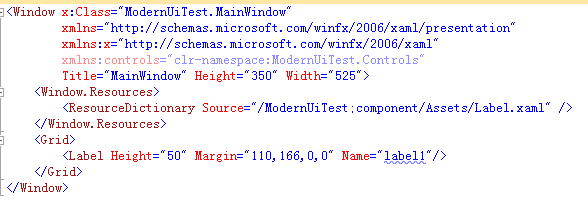 <Window x:Class="ModernUiTest.MainWindow"
xmlns="http://schemas.microsoft.com/winfx/2006/xaml/presentation"
xmlns:x="http://schemas.microsoft.com/winfx/2006/xaml"
xmlns:controls="clr-namespace:ModernUiTest.Controls"
Title="MainWindow" Height="350" Width="525">
<Window.Resources>
<ResourceDictionary Source="/ModernUiTest;component/Assets/Label.xaml" />
</Window.Resources>
<Grid>
<Label Height="50" Margin="110,166,0,0" Name="label1"/>
</Grid>
</Window>